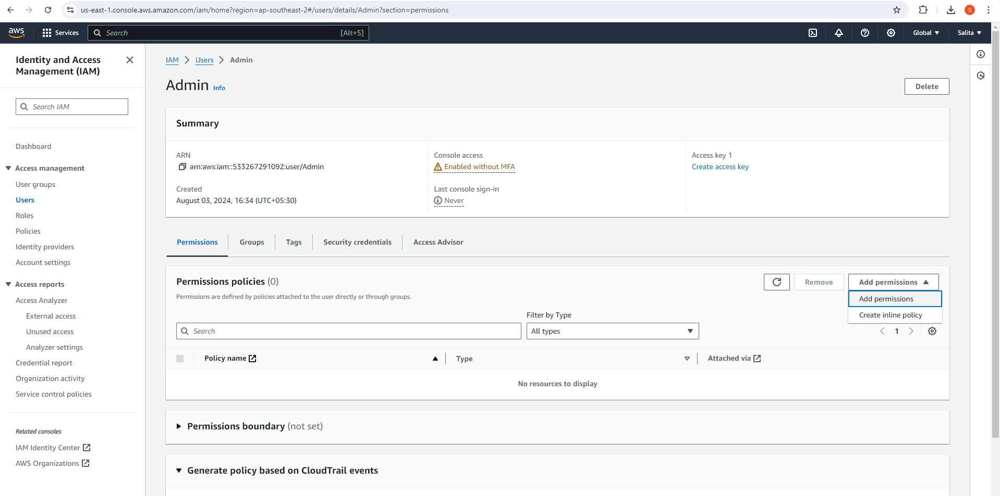 us-east-1.console.aws.amazon.com/iam/home?region=ap-southeast-2#/users/details/Admin?section=permissions
S
aws
Services
Search
[Alt+S]
Global
Salita
Identity and Access
Management (IAM)
Search IAM
Dashboard
Access management
User groups
Users
Roles
Policies
Identity providers
Account settings
Access reports
Access Analyzer
External access
Unused access
Analyzer settings
Credential report
Organization activity
Service control policies
Related consoles
IAM Identity Center
AWS Organizations
IAM
Users
Admin
Admin
Info
Delete
Summary
ARN
arn:aws:iam::533267291092:user/Admin
Created
August 03, 2024, 16:34 (UTC+05:30)
Console access
Enabled without MFA
Last console sign-in
Never
Access key 1
Create access key
Permissions
Groups
Tags
Security credentials
Access Advisor
Permissions policies (0)
Permissions are defined by policies attached to the user directly or through groups.
Remove
Add permissions
Add permissions
Create inline policy
Filter by Type
Search
All types
1
Policy name
Type
Attached via
No resources to display
Permissions boundary (not set)
Generate policy based on CloudTrail events